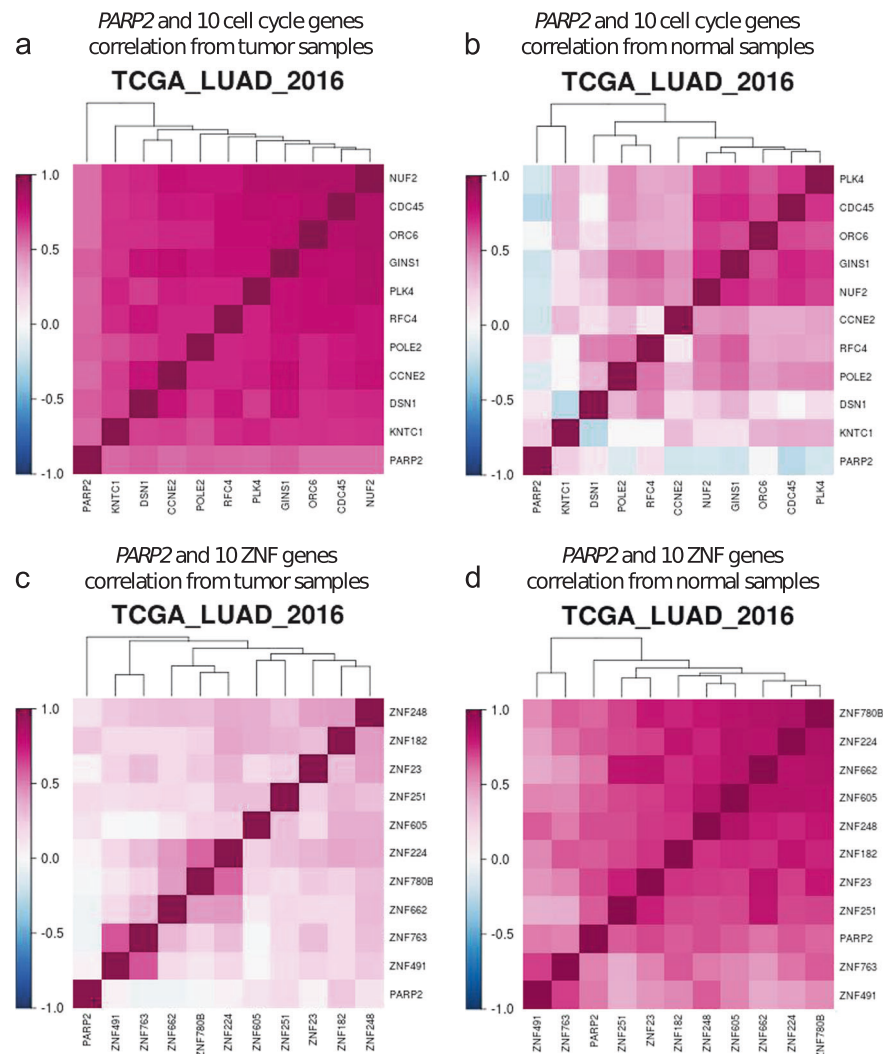 PARP2 and 10 cell cycle genes
correlation from tumor samples
a
TCGA_LUAD_2016
1.0
0.5
0.0
-0.5
-1.0
NUF2
CDC45
ORC6
GINS1
PLK4
RFC4
POLE2
CCNE2
DSN1
KNTC1
PARP2
PARP2
KNTC1
DSN1
CCNE2
POLE2
RFC4
PLK4
GINS1
ORC6
CDC45
NUF2
PARP2 and 10 cell cycle genes
correlation from normal samples
b
TCGA_LUAD_2016
1.0
0.5
0.0
-0.5
-1.0
PLK4
CDC45
ORC6
GINS1
NUF2
CCNE2
RFC4
POLE2
DSN1
KNTC1
PARP2
PARP2
KNTC1
DSN1
POLE2
RFC4
CCNE2
NUF2
GINS1
ORC6
CDC45
PLK4
PARP2 and 10 ZNF genes
correlation from tumor samples
c
TCGA_LUAD_2016
1.0
0.5
0.0
-0.5
-1.0
ZNF248
ZNF182
ZNF23
ZNF251
ZNF605
ZNF224
ZNF780B
ZNF662
ZNF763
ZNF491
PARP2
PARP2
ZNF491
ZNF763
ZNF662
ZNF780B
ZNF224
ZNF605
ZNF251
ZNF23
ZNF182
ZNF248
PARP2 and 10 ZNF genes
correlation from normal samples
d
TCGA_LUAD_2016
1.0
0.5
0.0
-0.5
-1.0
ZNF780B
ZNF224
ZNF662
ZNF605
ZNF248
ZNF182
ZNF23
ZNF251
PARP2
ZNF763
ZNF491
ZNF491
ZNF763
PARP2
ZNF251
ZNF23
ZNF182
ZNF248
ZNF605
ZNF662
ZNF224
ZNF780B